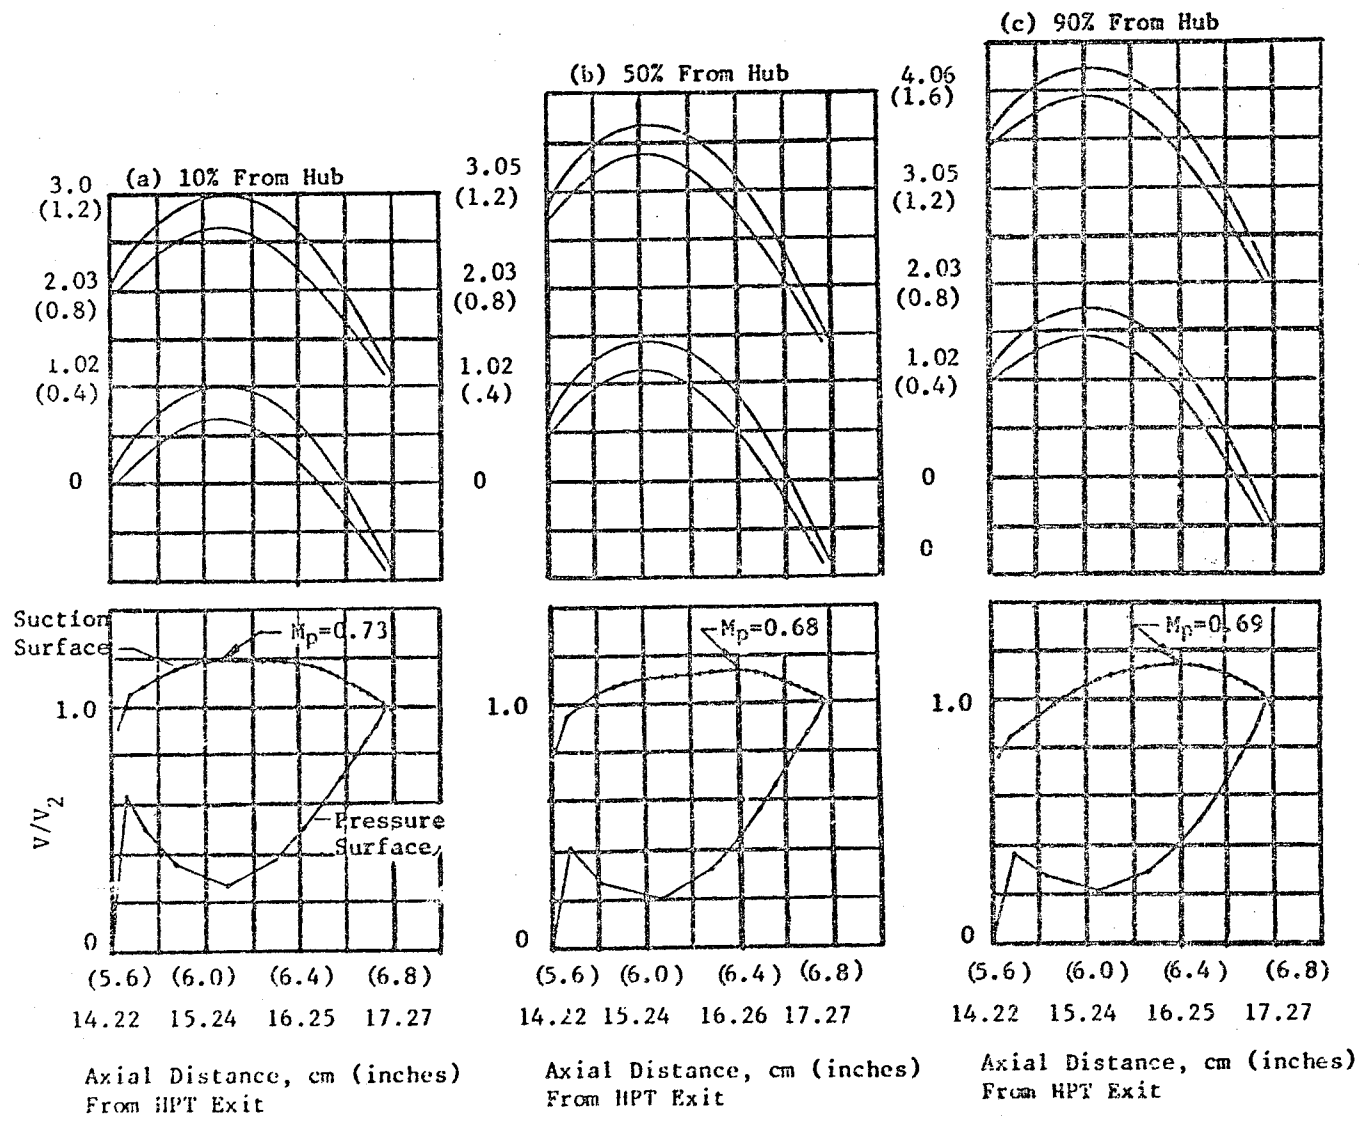 (a) 10% From Hub
3.0
(1.2)
2.03
(0.8)
1.02
(0.4)
0
(b) 50% From Hub
3.05
(1.2)
2.03
(0.8)
1.02
(.4)
0
(c) 90% From Hub
4.06
(1.6)
3.05
(1.2)
2.03
(0.8)
1.02
(0.4)
0
0
Suction
Surface
Mp=0.73
1.0
V/V2
Pressure
Surface
0
(5.6) (6.0) (6.4) (6.8)
14.22 15.24 16.25 17.27
Axial Distance, cm (inches)
From HPT Exit
Mp=0.68
1.0
0
(5.6) (6.0) (6.4) (6.8)
14.22 15.24 16.26 17.27
Axial Distance, cm (inches)
From HPT Exit
Mp=0.69
1.0
0
(5.6) (6.0) (6.4) (6.8)
14.22 15.24 16.25 17.27
Axial Distance, cm (inches)
From HPT Exit